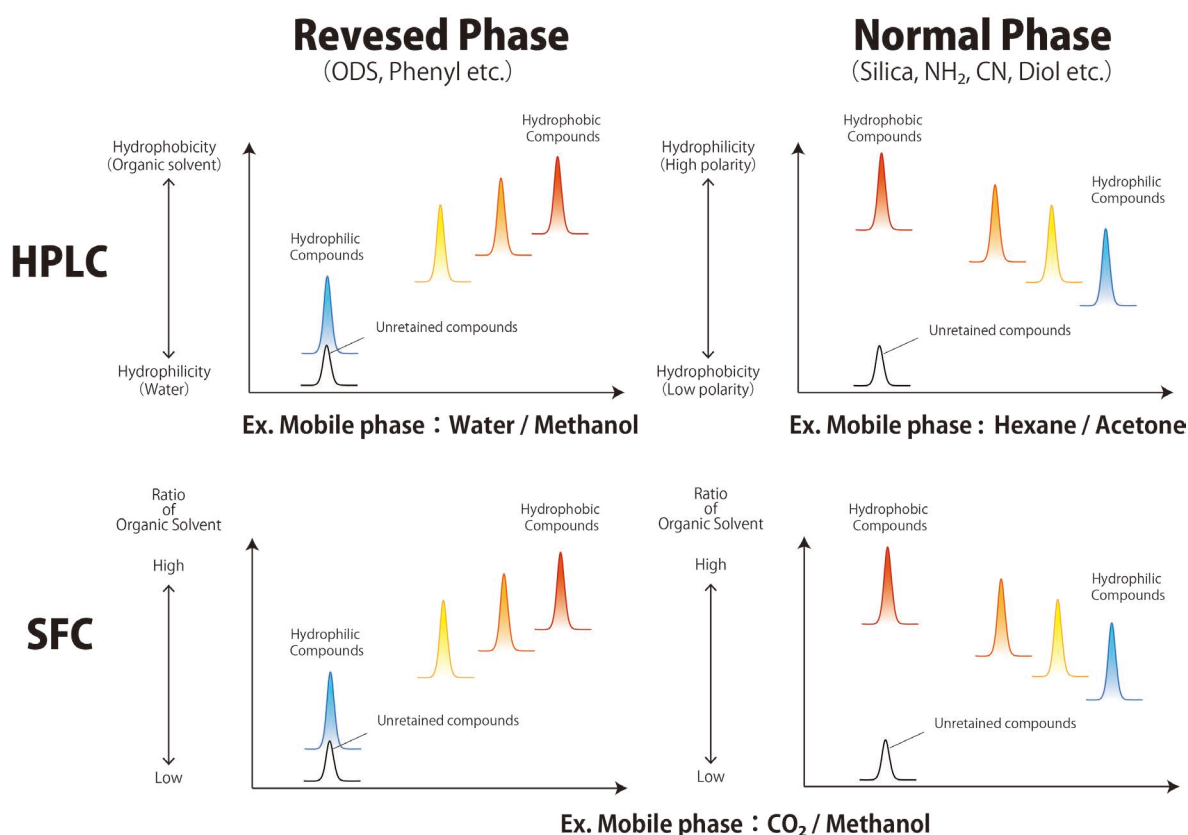 Revesed Phase
(ODS, Phenyl etc.)
Normal Phase
(Silica, NH₂, CN, Diol etc.)
HPLC
Hydrophobicity
(Organic solvent)
Hydrophilicity
(Water)
Hydrophilic
Compounds
Hydrophobic
Compounds
Unretained compounds
Ex. Mobile phase：Water / Methanol
Hydrophilicity
(High polarity)
Hydrophobicity
(Low polarity)
Hydrophobic
Compounds
Hydrophilic
Compounds
Unretained compounds
Ex. Mobile phase : Hexane / Acetone
SFC
Ratio
of
Organic Solvent
High
Low
Hydrophilic
Compounds
Hydrophobic
Compounds
Unretained compounds
Ratio
of
Organic Solvent
High
Low
Hydrophobic
Compounds
Hydrophilic
Compounds
Unretained compounds
Ex. Mobile phase：CO₂ / Methanol